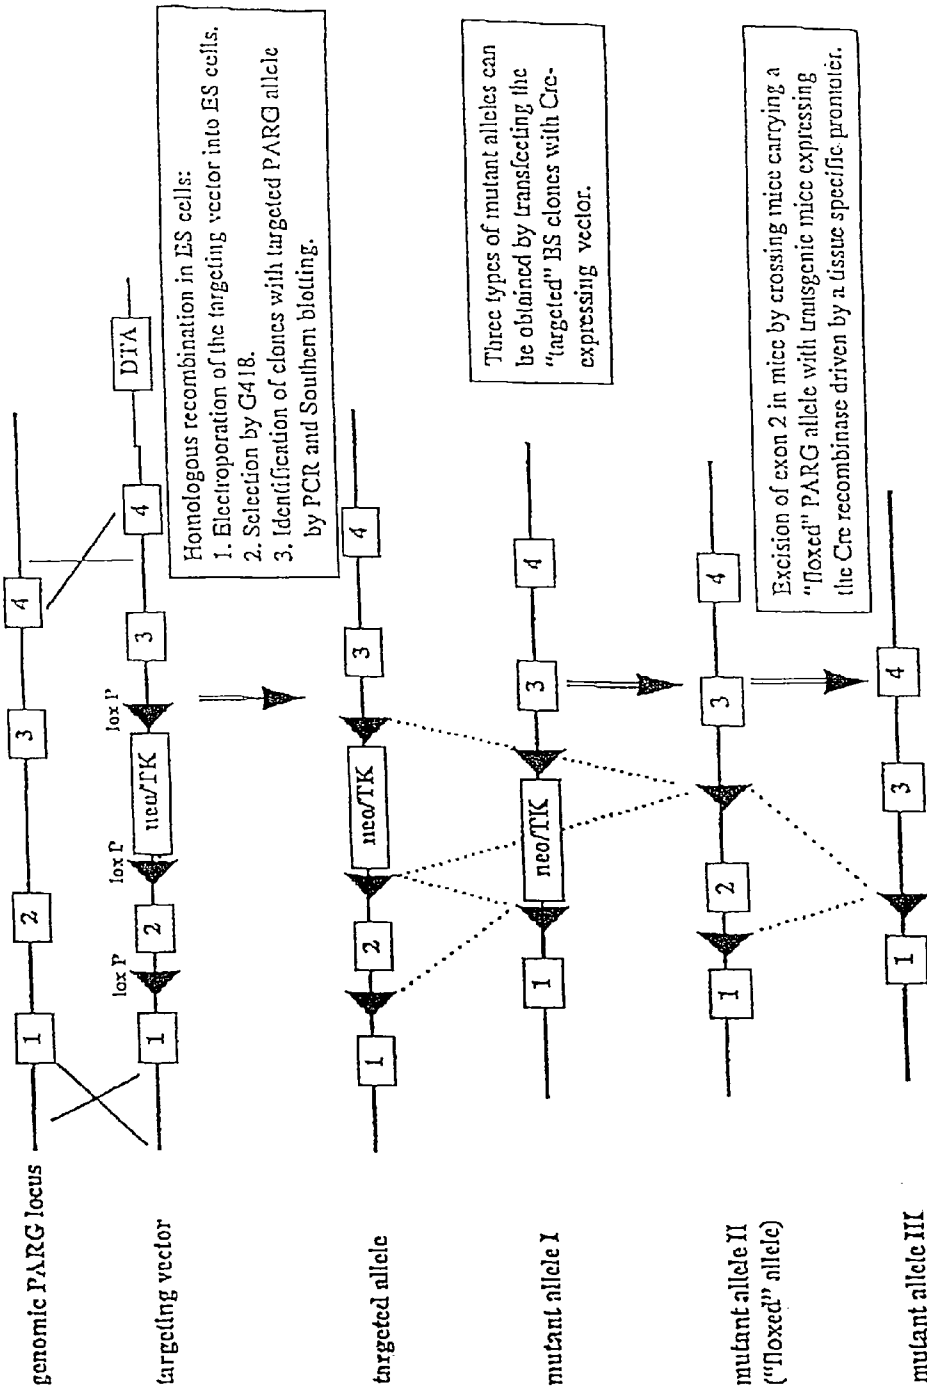 genomic PARG locus
1
2
3
4
targeting vector
1
lox P
2
lox P
neo/TK
lox P
3
4
DTA
Homologous recombination in ES cells:
1. Electroporation of the targeting vector into ES cells.
2. Selection by G418.
3. Identification of clones with targeted PARG allele
by PCR and Southern blotting.
targeted allele
1
2
neo/TK
3
4
Three types of mutant alleles can
be obtained by transfecting the
"targeted" ES clones with Cre-
expressing vector.
mutant allele I
1
neo/TK
3
4
mutant allele II
("floxed" allele)
1
2
3
4
Excision of exon 2 in mice by crossing mice carrying a
"floxed" PARG allele with transgenic mice expressing
the Cre recombinase driven by a tissue specific promoter.
mutant allele III
1
3
4